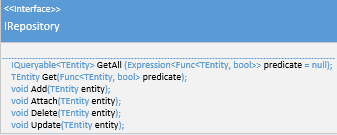 <<Interface>>
IRepository
IQueryable<TEntity> GetAll (Expression<Func<TEntity, bool>> predicate = null);
TEntity Get(Func<TEntity, bool> predicate);
void Add(TEntity entity);
void Attach(TEntity entity);
void Delete(TEntity entity);
void Update(TEntity entity);